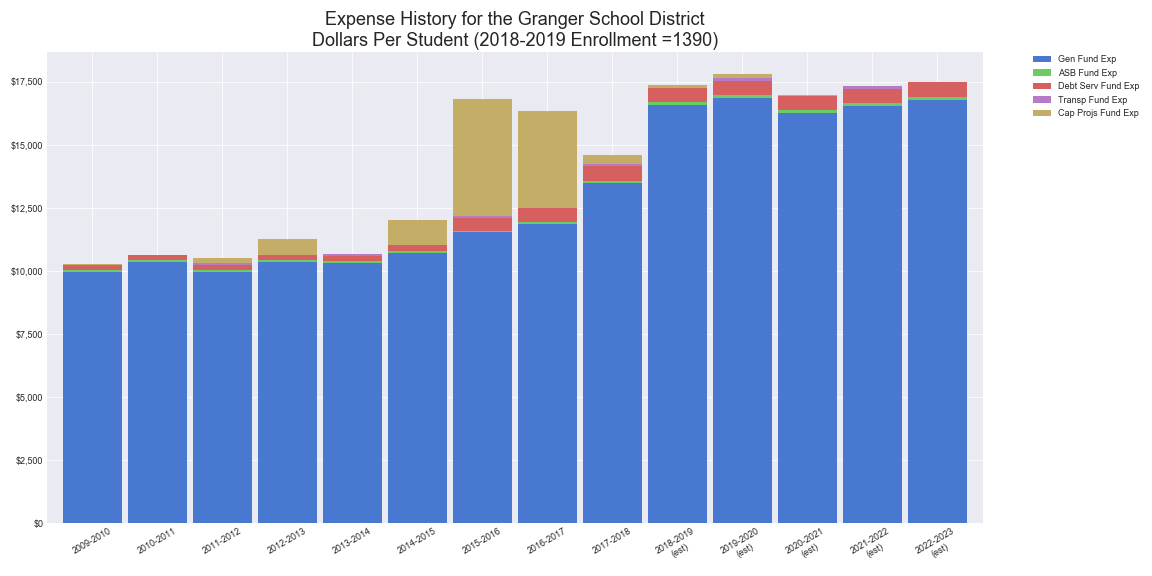 Expense History for the Granger School District
Dollars Per Student (2018-2019 Enrollment =1390)
Gen Fund Exp
ASB Fund Exp
Debt Serv Fund Exp
Transp Fund Exp
Cap Projs Fund Exp
$17,500
$15,000
$12,500
$10,000
$7,500
$5,000
$2,500
$0
2009-2010
2010-2011
2011-2012
2012-2013
2013-2014
2014-2015
2015-2016
2016-2017
2017-2018
2018-2019
(est)
2019-2020
(est)
2020-2021
(est)
2021-2022
(est)
2022-2023
(est)